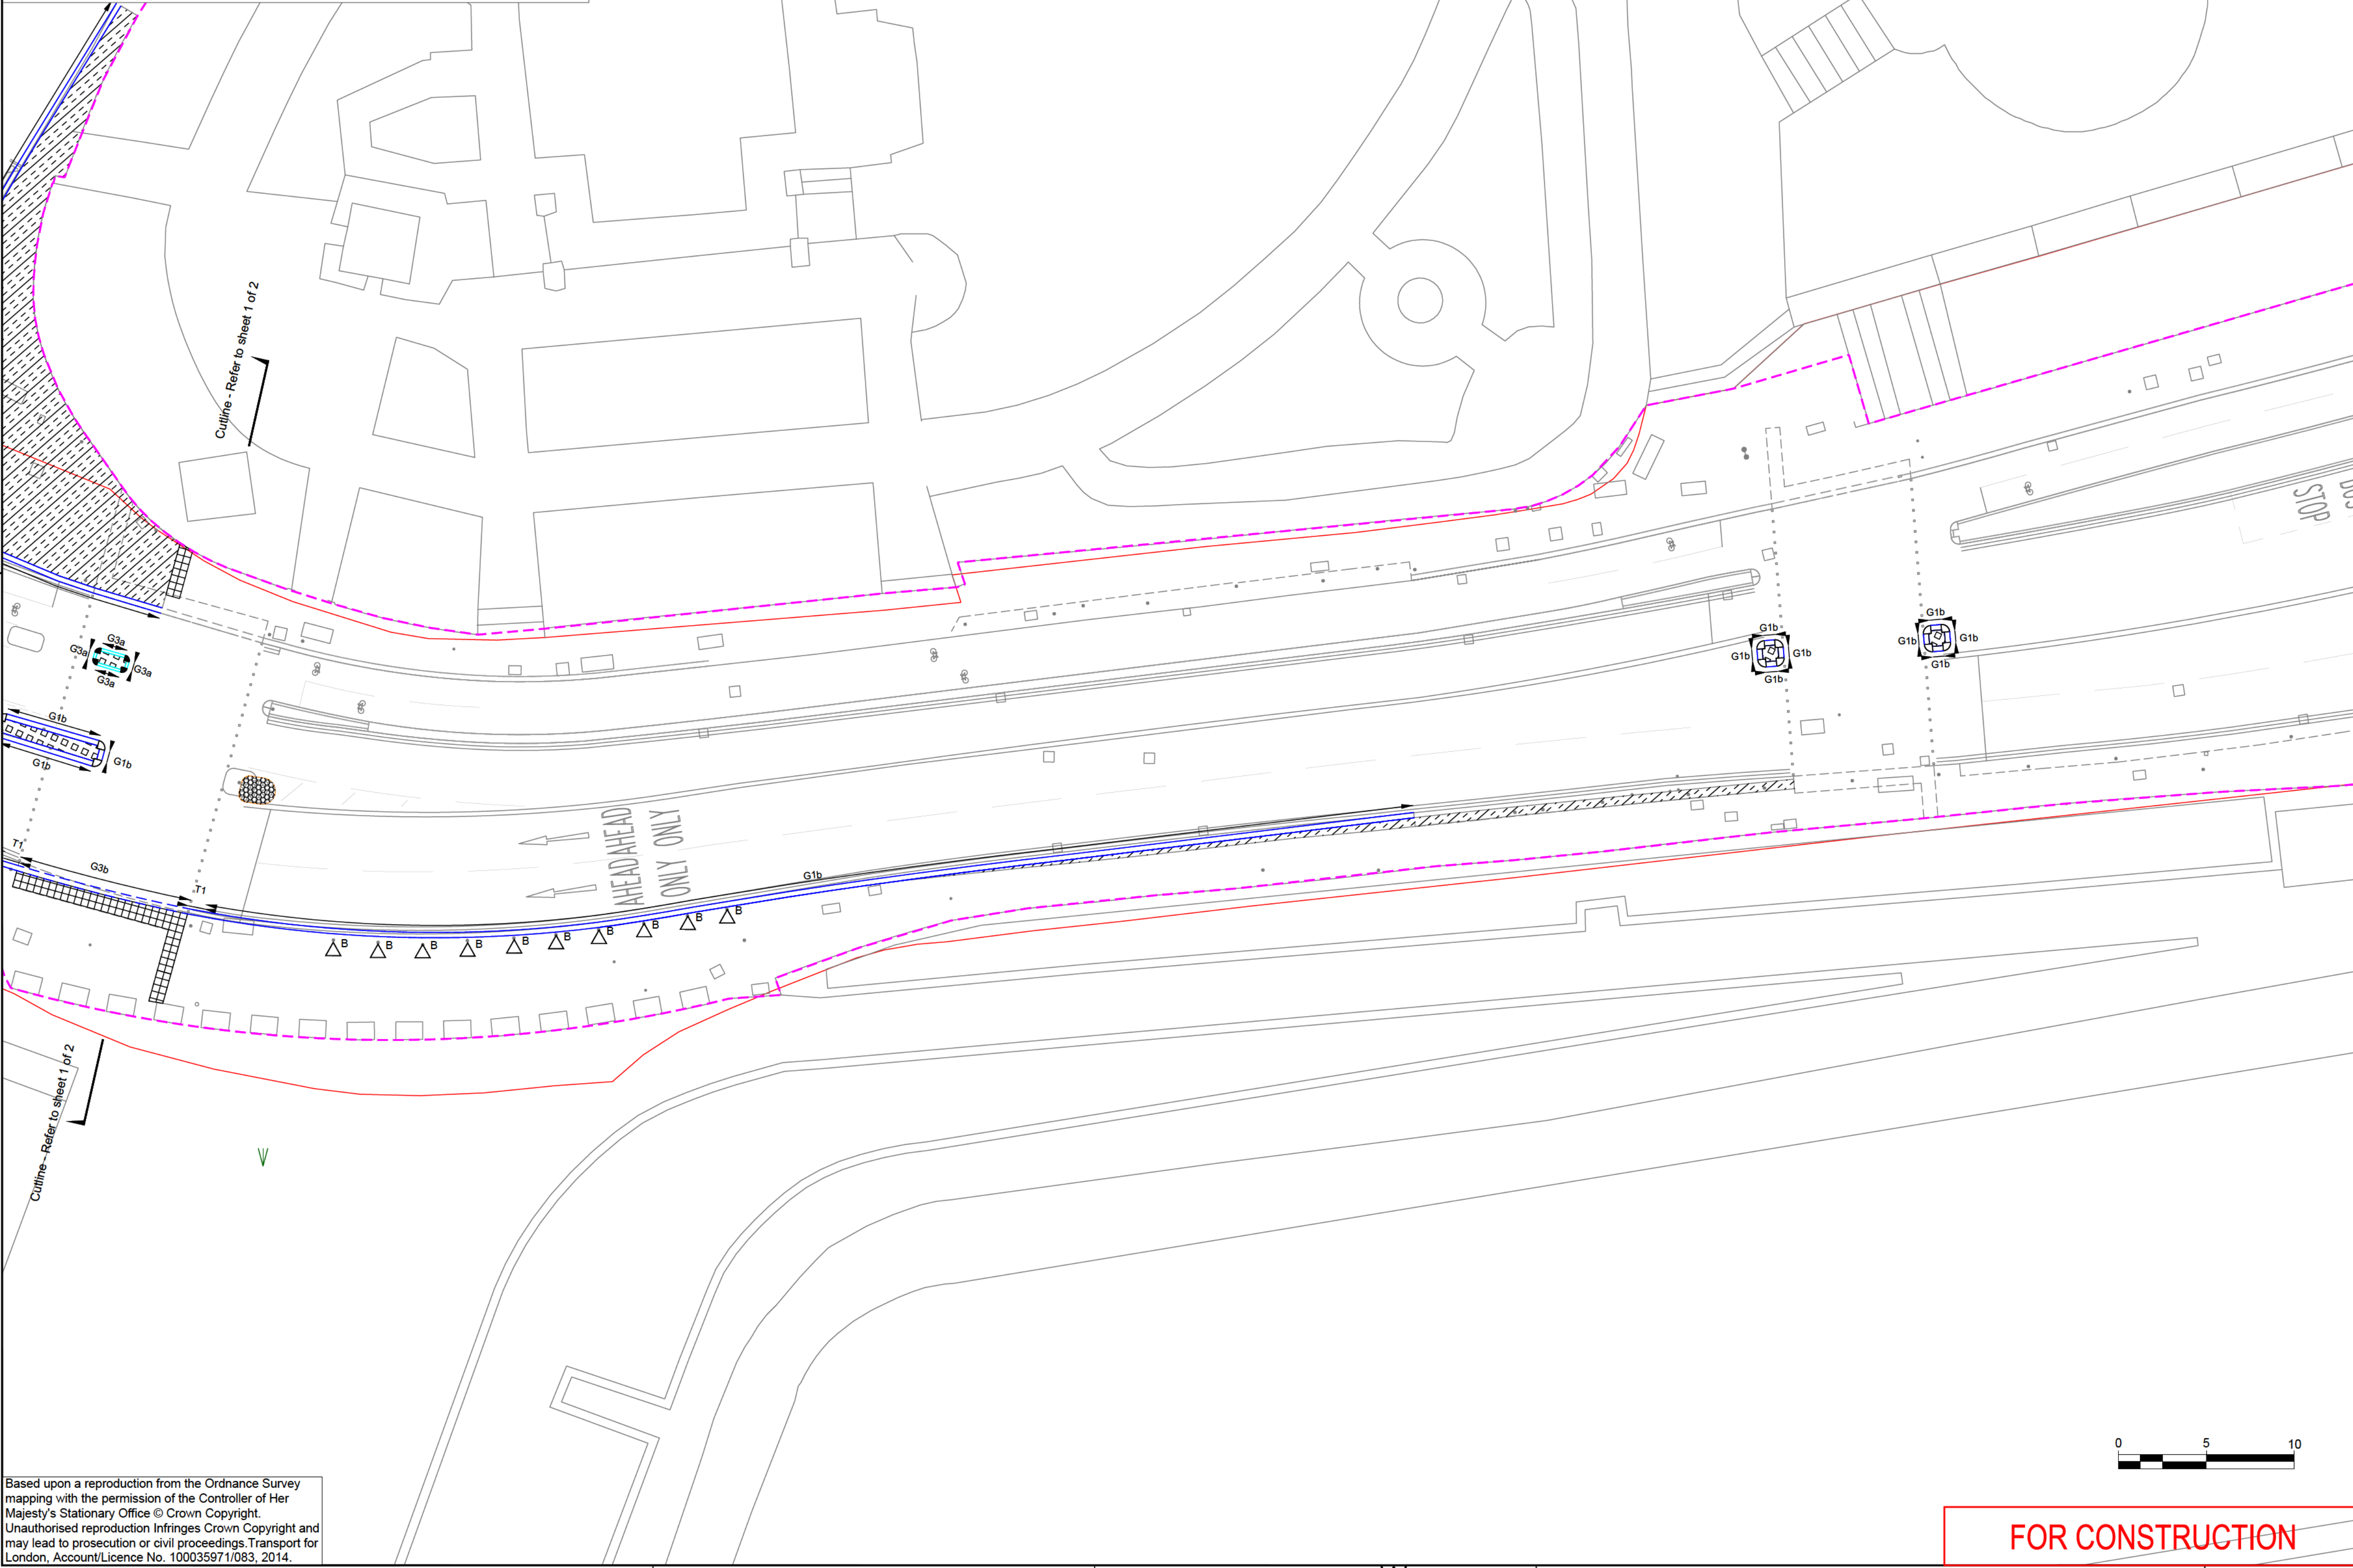 Cutline - Refer to sheet 1 of 2
STOP
G1b
G1b
G1b
G1b
G1b
G1b
G1b
G1b
G3a
G3a
G3a
G3a
G1b
G1b
G1b
AHEAD AHEAD
ONLY ONLY
T1
G3b
T1
G1b
B
B
B
B
B
B
B
B
B
B
Cutline - Refer to sheet 1 of 2
0 5 10
Based upon a reproduction from the Ordnance Survey
mapping with the permission of the Controller of Her
Majesty's Stationary Office © Crown Copyright.
Unauthorised reproduction Infringes Crown Copyright and
may lead to prosecution or civil proceedings.Transport for
London, Account/Licence No. 100035971/083, 2014.
FOR CONSTRUCTION